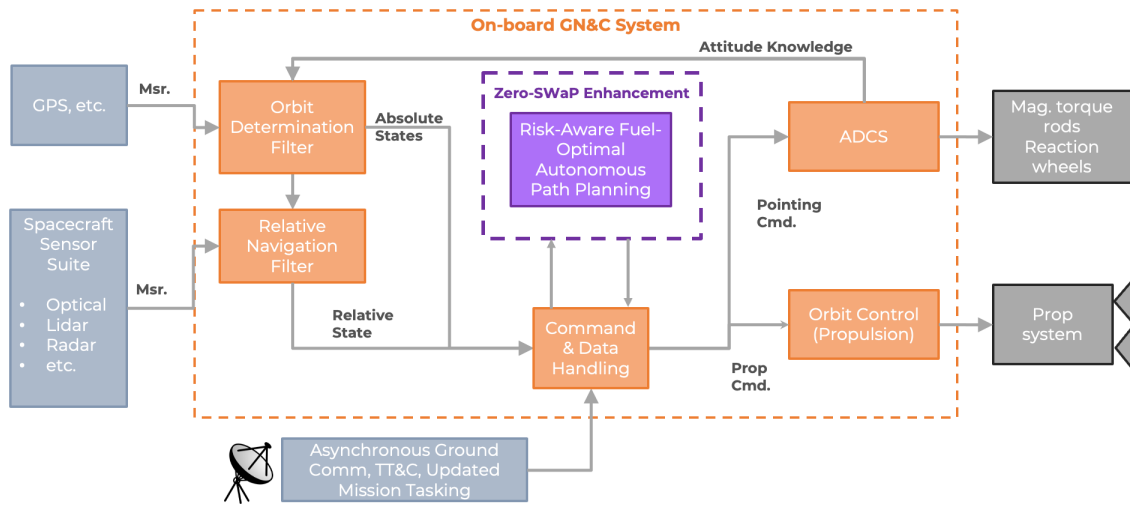 On-board GN&C System
Attitude Knowledge
GPS, etc.
Msr.
Orbit
Determination
Filter
Absolute
States
Zero-SWaP Enhancement
Risk-Aware Fuel-
Optimal
Autonomous
Path Planning
ADCS
Mag. torque
rods
Reaction
wheels
Spacecraft
Sensor
Suite
• Optical
• Lidar
• Radar
• etc.
Msr.
Relative
Navigation
Filter
Relative
State
Pointing
Cmd.
Command
& Data
Handling
Prop
Cmd.
Orbit Control
(Propulsion)
Prop
system
Asynchronous Ground
Comm, TT&C, Updated
Mission Tasking